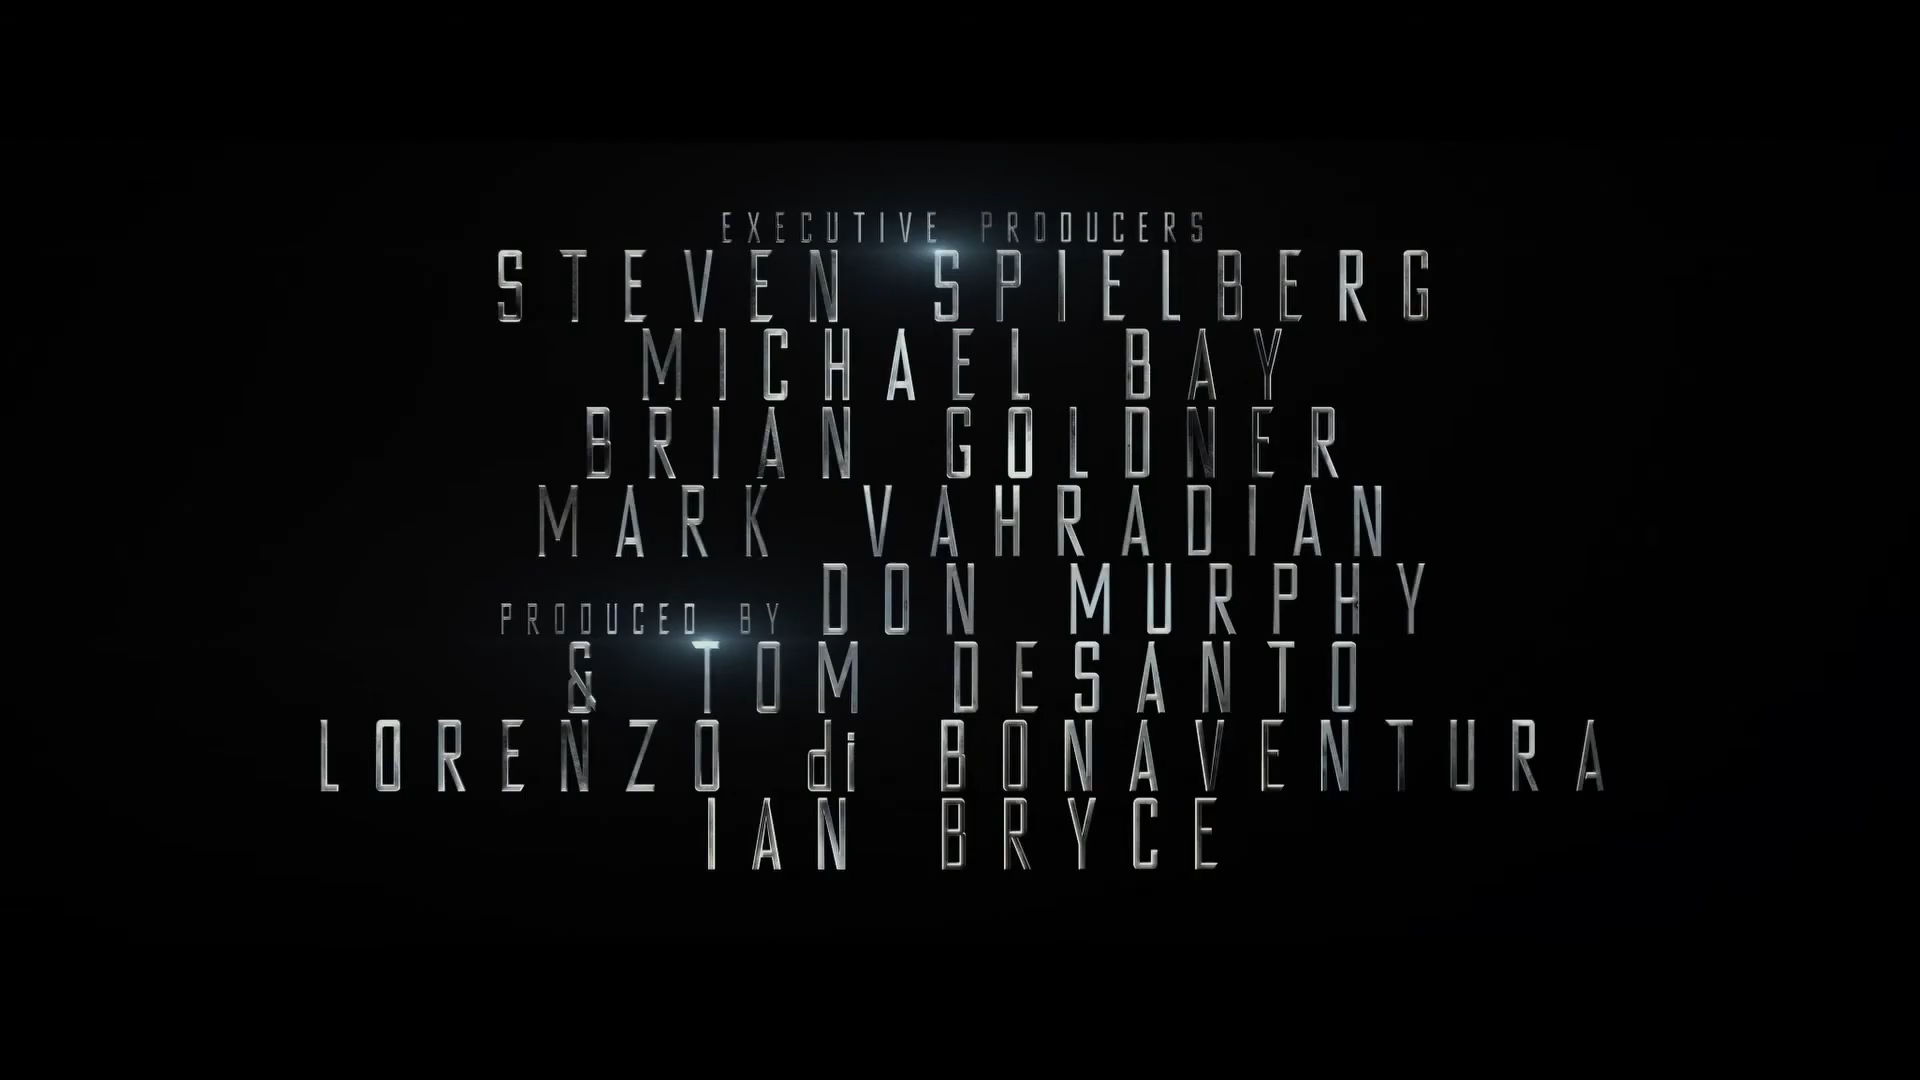 EXECUTIVE PRODUCERS
STEVEN SPIELBERG
MICHAEL BAY
BRIAN GOLDNER
MARK VAHRADIAN
PRODUCED BY DON MURPHY
& TOM DESANTO
LORENZO di BONAVENTURA
IAN BRYCE